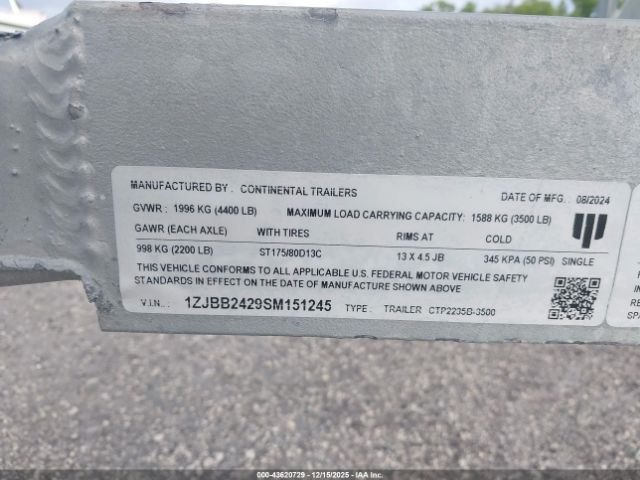 MANUFACTURED BY : CONTINENTAL TRAILERS DATE OF MFG. : 08/2024
GVWR : 1996 KG (4400 LB) MAXIMUM LOAD CARRYING CAPACITY: 1588 KG (3500 LB)
GAWR (EACH AXLE) WITH TIRES RIMS AT COLD
998 KG (2200 LB) ST175/80D13C 13 X 4.5 JB 345 KPA (50 PSI) SINGLE
THIS VEHICLE CONFORMS TO ALL APPLICABLE U.S. FEDERAL MOTOR VEHICLE SAFETY
STANDARDS IN EFFECT ON THE DATE OF MANUFACTURE SHOWN ABOVE
V.I.N.: 1ZJBB2429SM151245 TYPE: TRAILER CTP2235B-3500
000-43620729 - 12/15/2025 - IAA Inc.